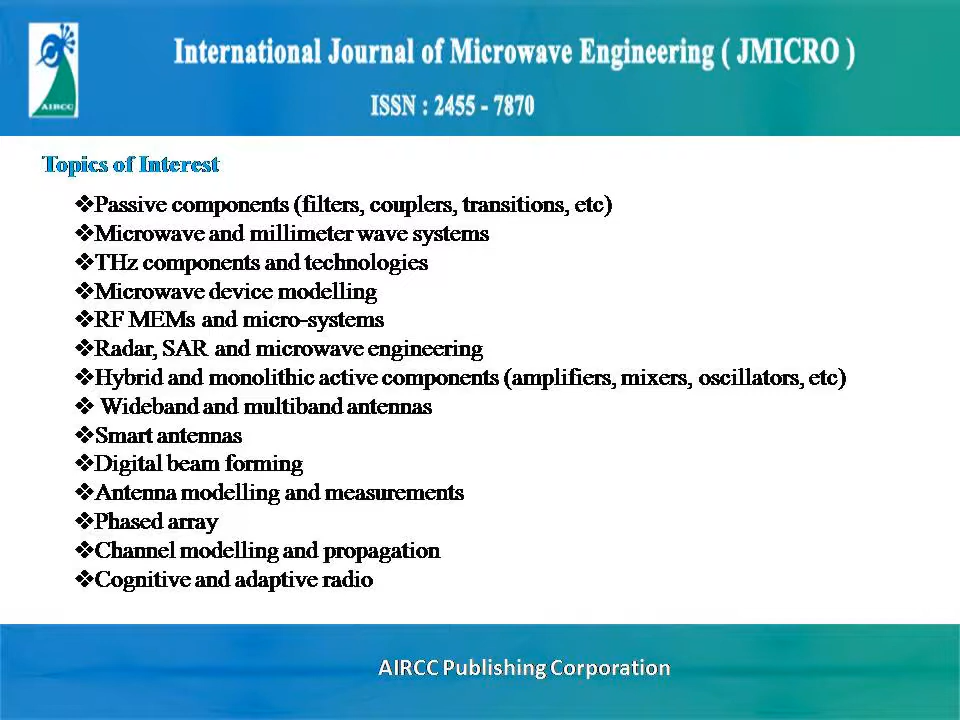 AIRCC
International Journal of Microwave Engineering ( JMICRO )
ISSN : 2455 - 7870
Topics of Interest
❖Passive components (filters, couplers, transitions, etc)
❖Microwave and millimeter wave systems
❖THz components and technologies
❖Microwave device modelling
❖RF MEMs and micro-systems
❖Radar, SAR and microwave engineering
❖Hybrid and monolithic active components (amplifiers, mixers, oscillators, etc)
❖ Wideband and multiband antennas
❖Smart antennas
❖Digital beam forming
❖Antenna modelling and measurements
❖Phased array
❖Channel modelling and propagation
❖Cognitive and adaptive radio
AIRCC Publishing Corporation